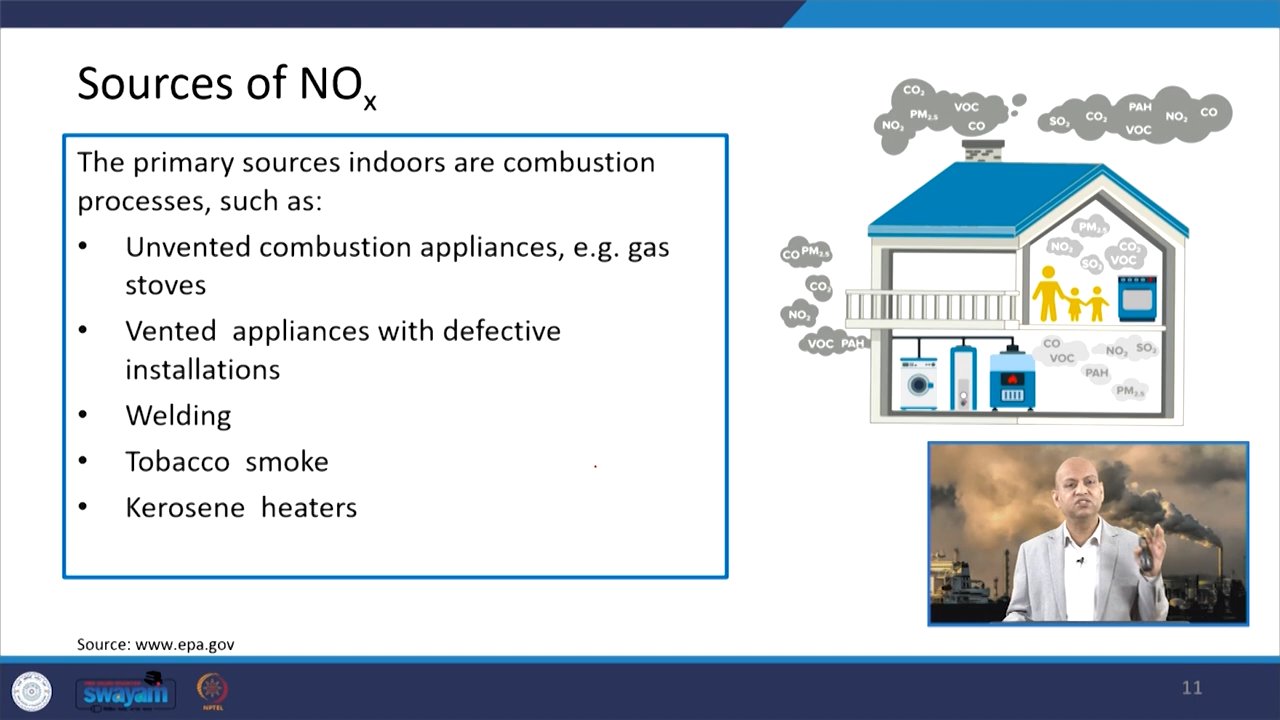 Sources of NOx
The primary sources indoors are combustion
processes, such as:
• Unvented combustion appliances, e.g. gas
stoves
• Vented appliances with defective
installations
• Welding
• Tobacco smoke
• Kerosene heaters
CO2
NO2
PM2.5
VOC
CO
SO2
CO2
PAH
VOC
NO2
CO
CO PM2.5
CO2
NO2
VOC PAH
PM2.5
NO2
CO2
SO2
VOC
CO
VOC
NO2
SO2
PAH
PM2.5
Source: www.epa.gov
swayam
NPTEL
11